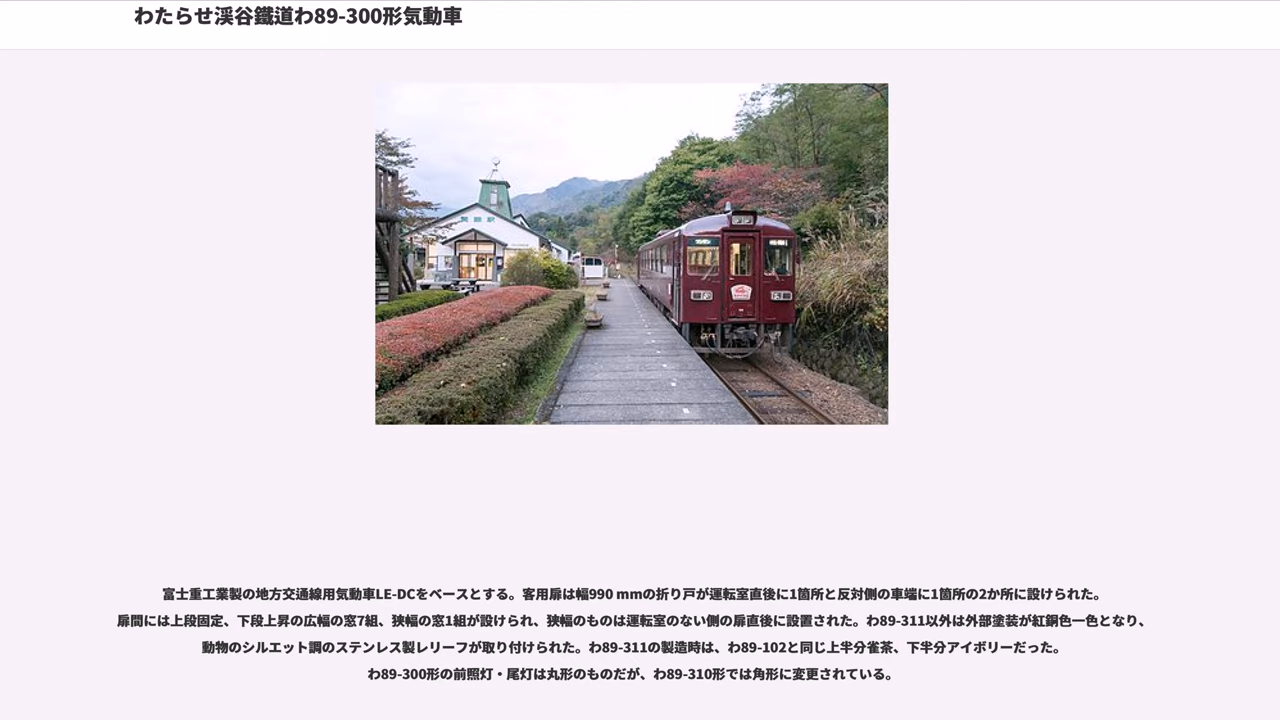 わたらせ渓谷鐵道わ89-300形気動車
富士重工業製の地方交通線用気動車LE-DCをベースとする。客用扉は幅990 mmの折り戸が運転室直後に1箇所と反対側の車端に1箇所の2か所に設けられた。
扉間には上段固定、下段上昇の広幅の窓7組、狭幅の窓1組が設けられ、狭幅のものは運転室のない側の扉直後に設置された。わ89-311以外は外部塗装が紅銅色一色となり、
動物のシルエット調のステンレス製レリーフが取り付けられた。わ89-311の製造時は、わ89-102と同じ上半分雀茶、下半分アイボリーだった。
わ89-300形の前照灯・尾灯は丸形のものだが、わ89-310形では角形に変更されている。